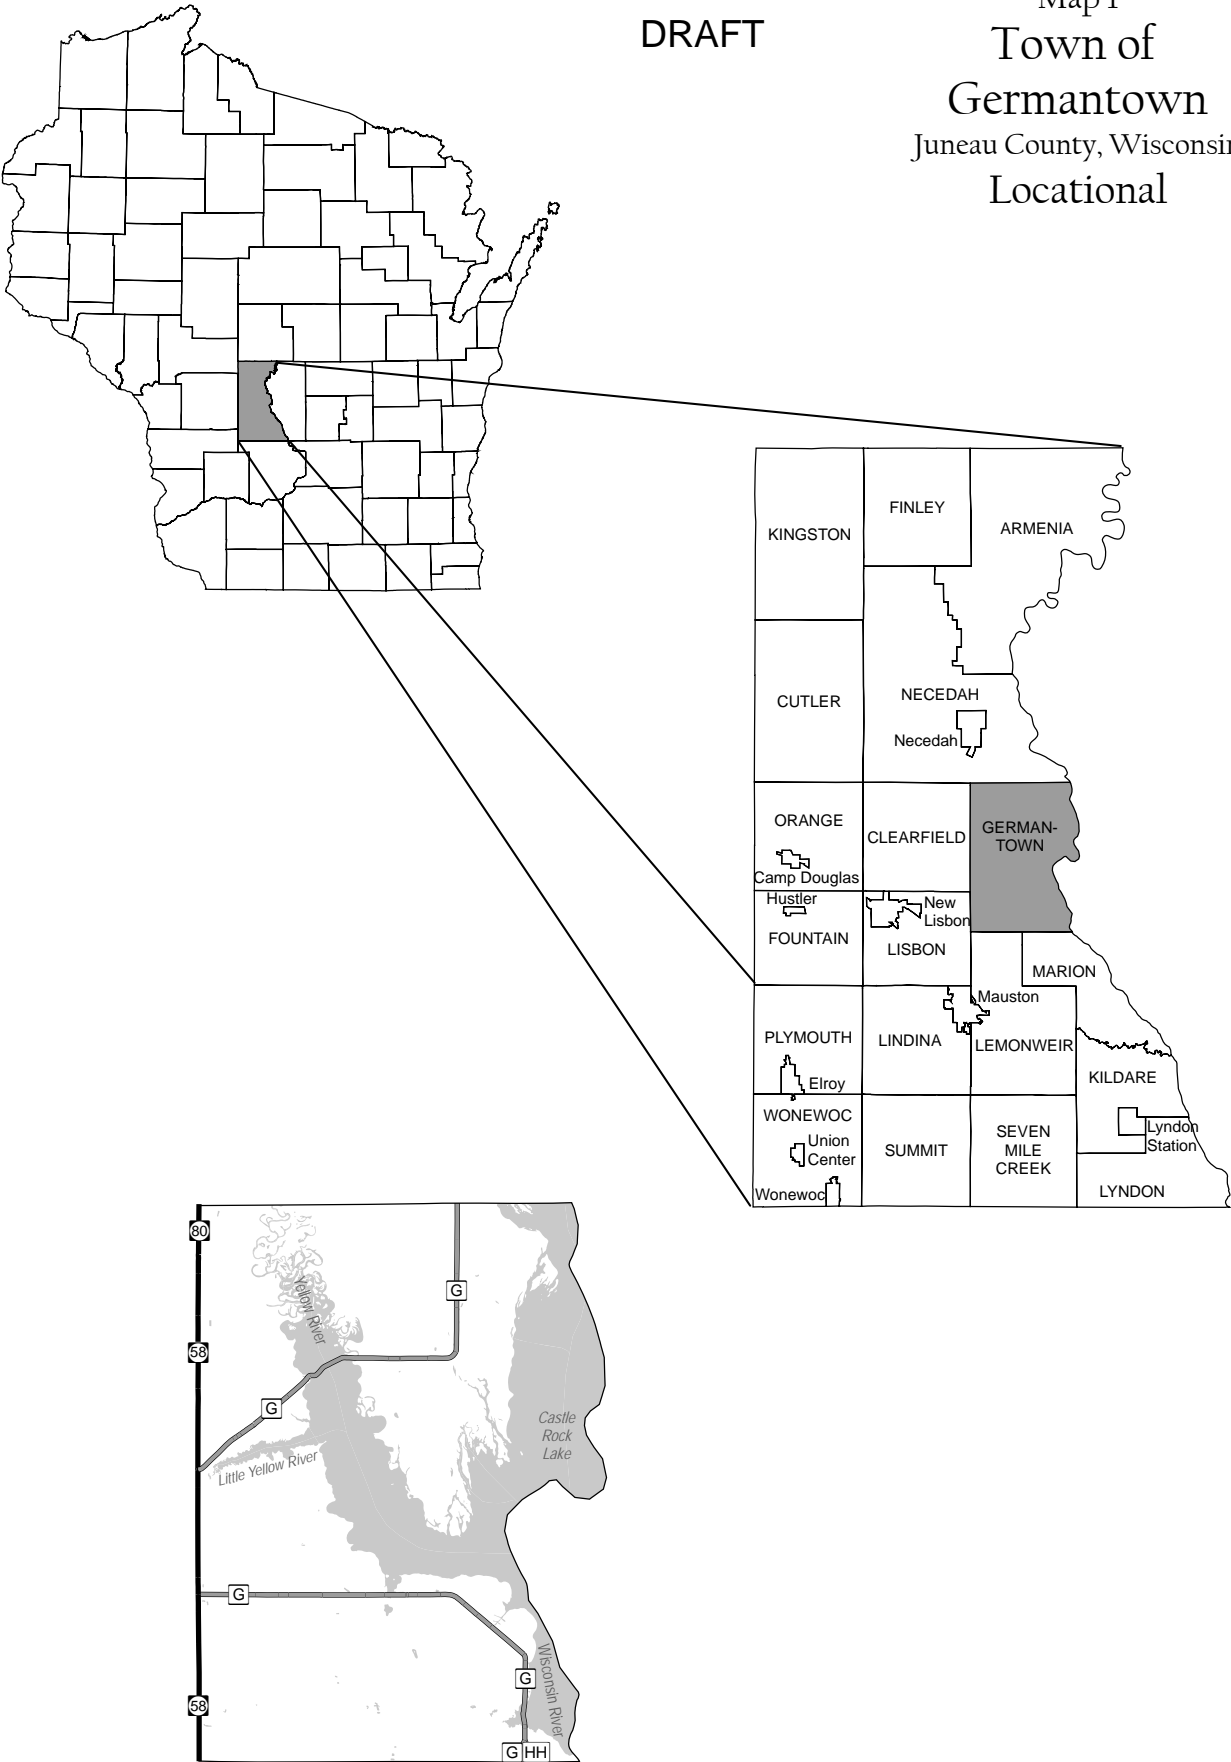 DRAFT
Map 1
Town of
Germantown
Juneau County, Wisconsin
Locational
KINGSTON
FINLEY
ARMENIA
CUTLER
NECEDAH
Necedah
ORANGE
Camp Douglas
CLEARFIELD
GERMAN-
TOWN
Hustler
FOUNTAIN
New
Lisbon
LISBON
MARION
Mauston
PLYMOUTH
LINDINA
LEMONWEIR
Elroy
KILDARE
WONEWOC
Union
Center
Wonewoc
SUMMIT
SEVEN
MILE
CREEK
Lyndon
Station
LYNDON
80
G
Yellow River
58
G
Castle
Rock
Lake
Little Yellow River
G
G
Wisconsin River
58
G
HH